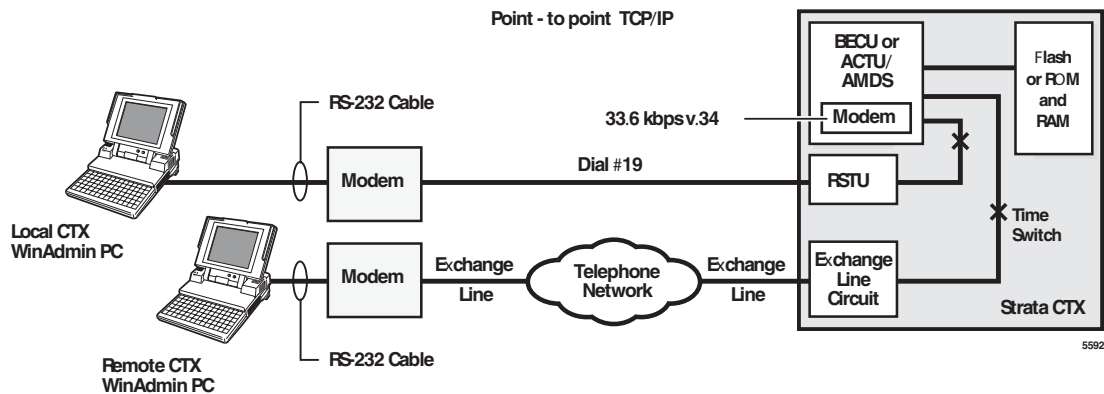 Point - to point TCP/IP
BECU or
ACTU/
AMDS
Flash
or ROM
and
RAM
RS-232 Cable
33.6 kbps v.34
Modem
Modem
Dial #19
RSTU
Local CTX
WinAdmin PC
Time
Switch
Modem
Exchange
Line
Telephone
Network
Exchange
Line
Exchange
Line
Circuit
Strata CTX
RS-232 Cable
Remote CTX
WinAdmin PC
5592